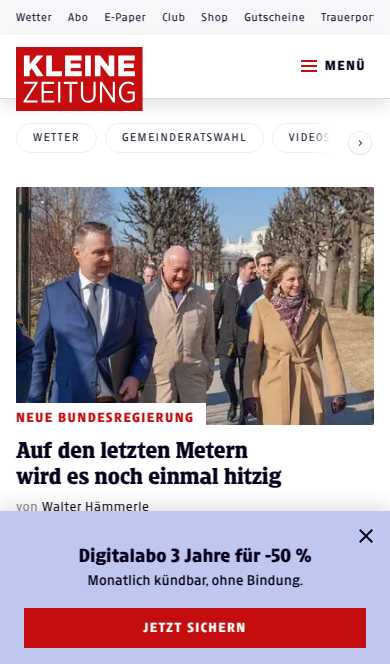 Wetter Abo E-Paper Club Shop Gutscheine Trauerpor
KLEINE
ZEITUNG
MENÜ
WETTER GEMEINDERATSWAHL VIDEOS
NEUE BUNDESREGIERUNG
Auf den letzten Metern
wird es noch einmal hitzig
von Walter Hämmerle
Digitalabo 3 Jahre für -50 %
Monatlich kündbar, ohne Bindung.
JETZT SICHERN